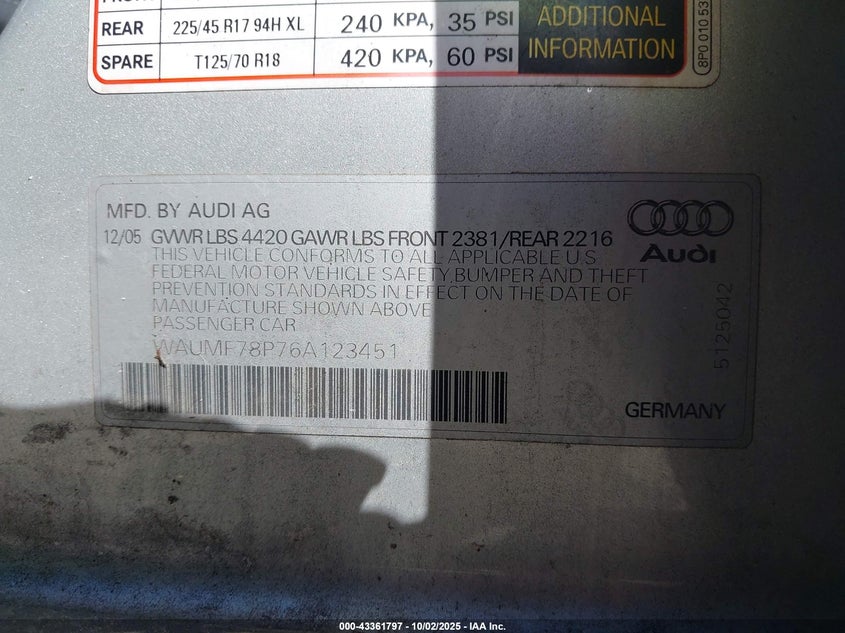 REAR 225/45 R17 94H XL 240 KPA, 35 PSI
SPARE T125/70 R18 420 KPA, 60 PSI
ADDITIONAL
INFORMATION
8P0 010 53
MFD. BY AUDI AG
12/05 GVWR LBS 4420 GAWR LBS FRONT 2381/REAR 2216
THIS VEHICLE CONFORMS TO ALL APPLICABLE U.S
FEDERAL MOTOR VEHICLE SAFETY,BUMPER AND THEFT
PREVENTION STANDARDS IN EFFECT ON THE DATE OF
MANUFACTURE SHOWN ABOVE
PASSENGER CAR
WAUMF78P76A123451
Audi
5125042
GERMANY
000-43361797 - 10/02/2025 - IAA Inc.